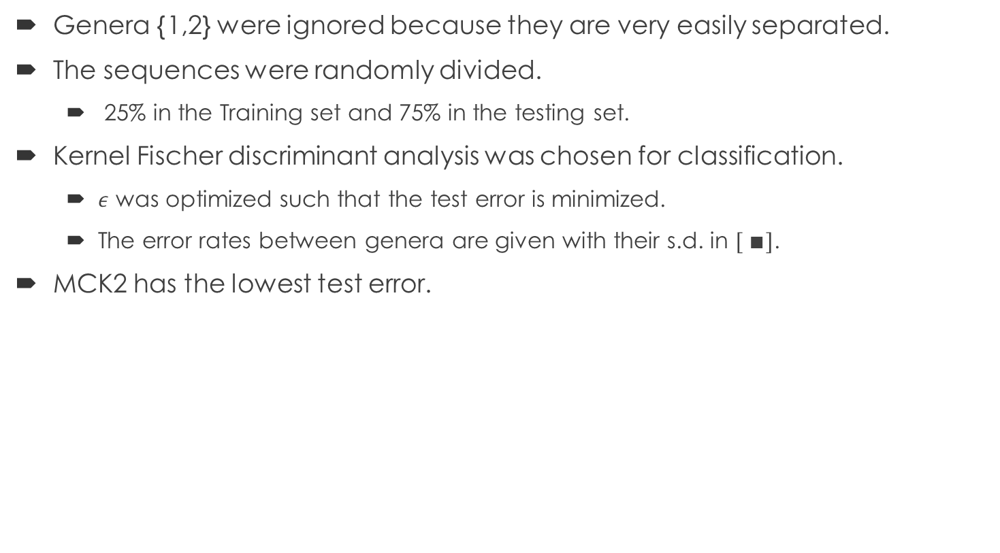 Genera {1,2} were ignored because they are very easily separated.
The sequences were randomly divided.
25% in the Training set and 75% in the testing set.
Kernel Fischer discriminant analysis was chosen for classification.
ϵ was optimized such that the test error is minimized.
The error rates between genera are given with their s.d. in [ ■].
MCK2 has the lowest test error.